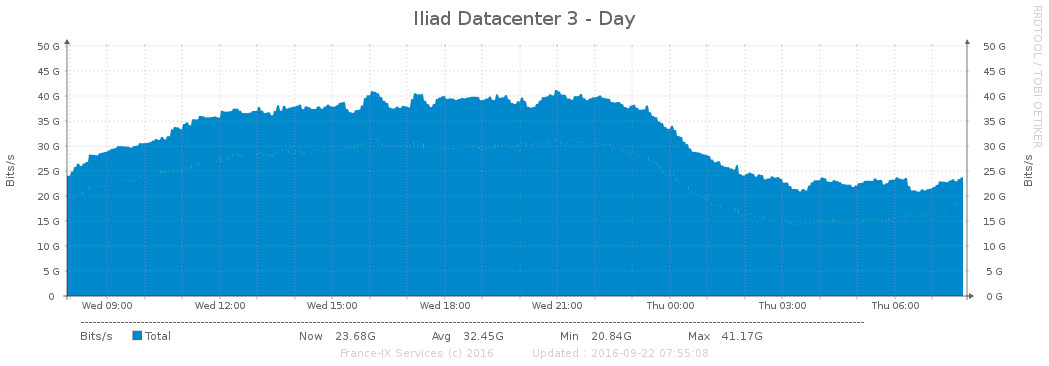 Iliad Datacenter 3 - Day
RRDTOOL / TOBI OETIKER
50 G 50 G
45 G 45 G
40 G 40 G
35 G 35 G
30 G 30 G
25 G 25 G
20 G 20 G
15 G 15 G
10 G 10 G
5 G 5 G
0 0 G
Bits/s
Bits/s
Wed 09:00 Wed 12:00 Wed 15:00 Wed 18:00 Wed 21:00 Thu 00:00 Thu 03:00 Thu 06:00
Bits/s Total Now 23.68G Avg 32.45G Min 20.84G Max 41.17G
France-IX Services (c) 2016 Updated : 2016-09-22 07:55:08